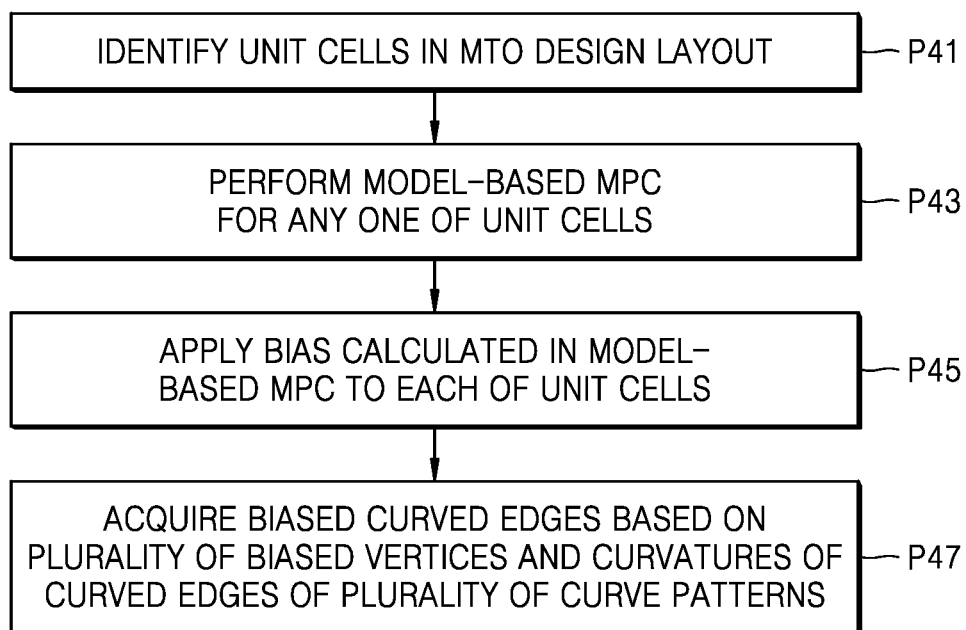 IDENTIFY UNIT CELLS IN MTO DESIGN LAYOUT
P41
PERFORM MODEL-BASED MPC
FOR ANY ONE OF UNIT CELLS
P43
APPLY BIAS CALCULATED IN MODEL-
BASED MPC TO EACH OF UNIT CELLS
P45
ACQUIRE BIASED CURVED EDGES BASED ON
PLURALITY OF BIASED VERTICES AND CURVATURES OF
CURVED EDGES OF PLURALITY OF CURVE PATTERNS
P47